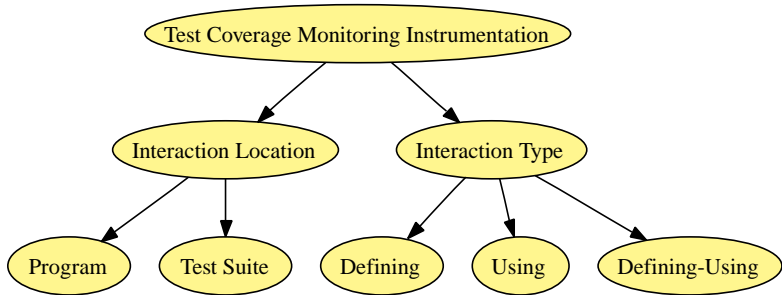 Test Coverage Monitoring Instrumentation
Interaction Location
Interaction Type
Program
Test Suite
Defining
Using
Defining-Using